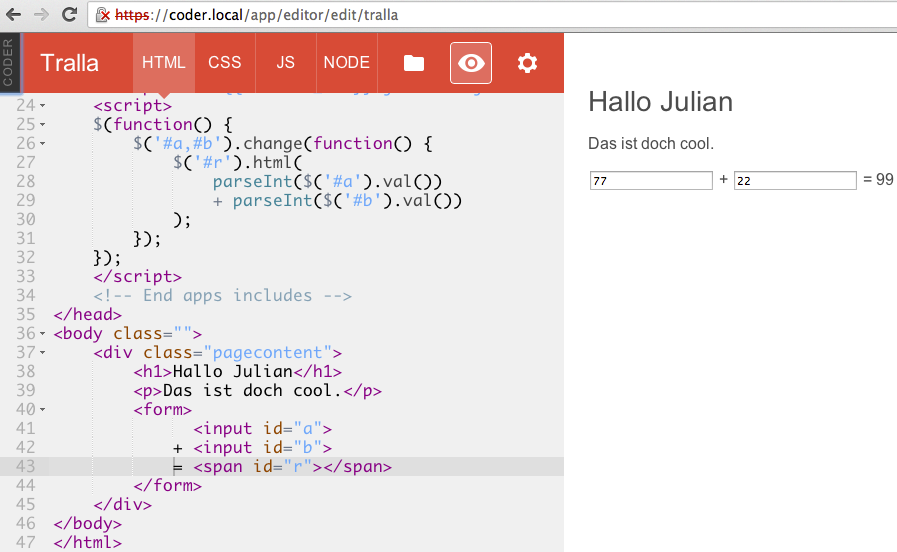 https://coder.local/app/editor/edit/tralla
CODER
Tralla HTML CSS JS NODE
24 <script>
25 $(function() {
26 $('#a,#b').change(function() {
27 $('#r').html(
28 parseInt($('#a').val())
29 + parseInt($('#b').val())
30 );
31 });
32 });
33 </script>
34 <!-- End apps includes -->
35 </head>
36 <body class="">
37 <div class="pagecontent">
38 <h1>Hallo Julian</h1>
39 <p>Das ist doch cool.</p>
40 <form>
41 <input id="a">
42 + <input id="b">
43 = <span id="r"></span>
44 </form>
45 </div>
46 </body>
47 </html>
Hallo Julian
Das ist doch cool.
77 + 22 = 99